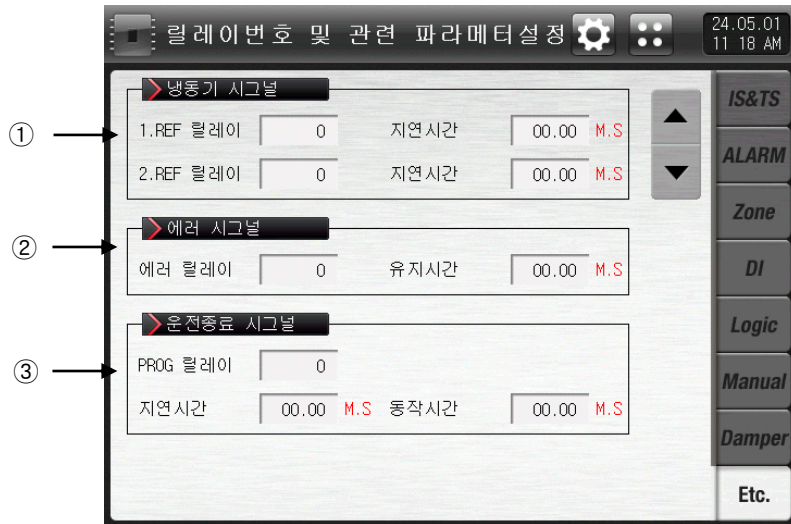 릴레이번호 및 관련 파라메터설정
24.05.01
11 18 AM
냉동기 시그널
① 1.REF 릴레이 0 지연시간 00.00 M.S
2.REF 릴레이 0 지연시간 00.00 M.S
에러 시그널
② 에러 릴레이 0 유지시간 00.00 M.S
운전종료 시그널
③ PROG 릴레이 0
지연시간 00.00 M.S 동작시간 00.00 M.S
IS&TS
ALARM
Zone
DI
Logic
Manual
Damper
Etc.